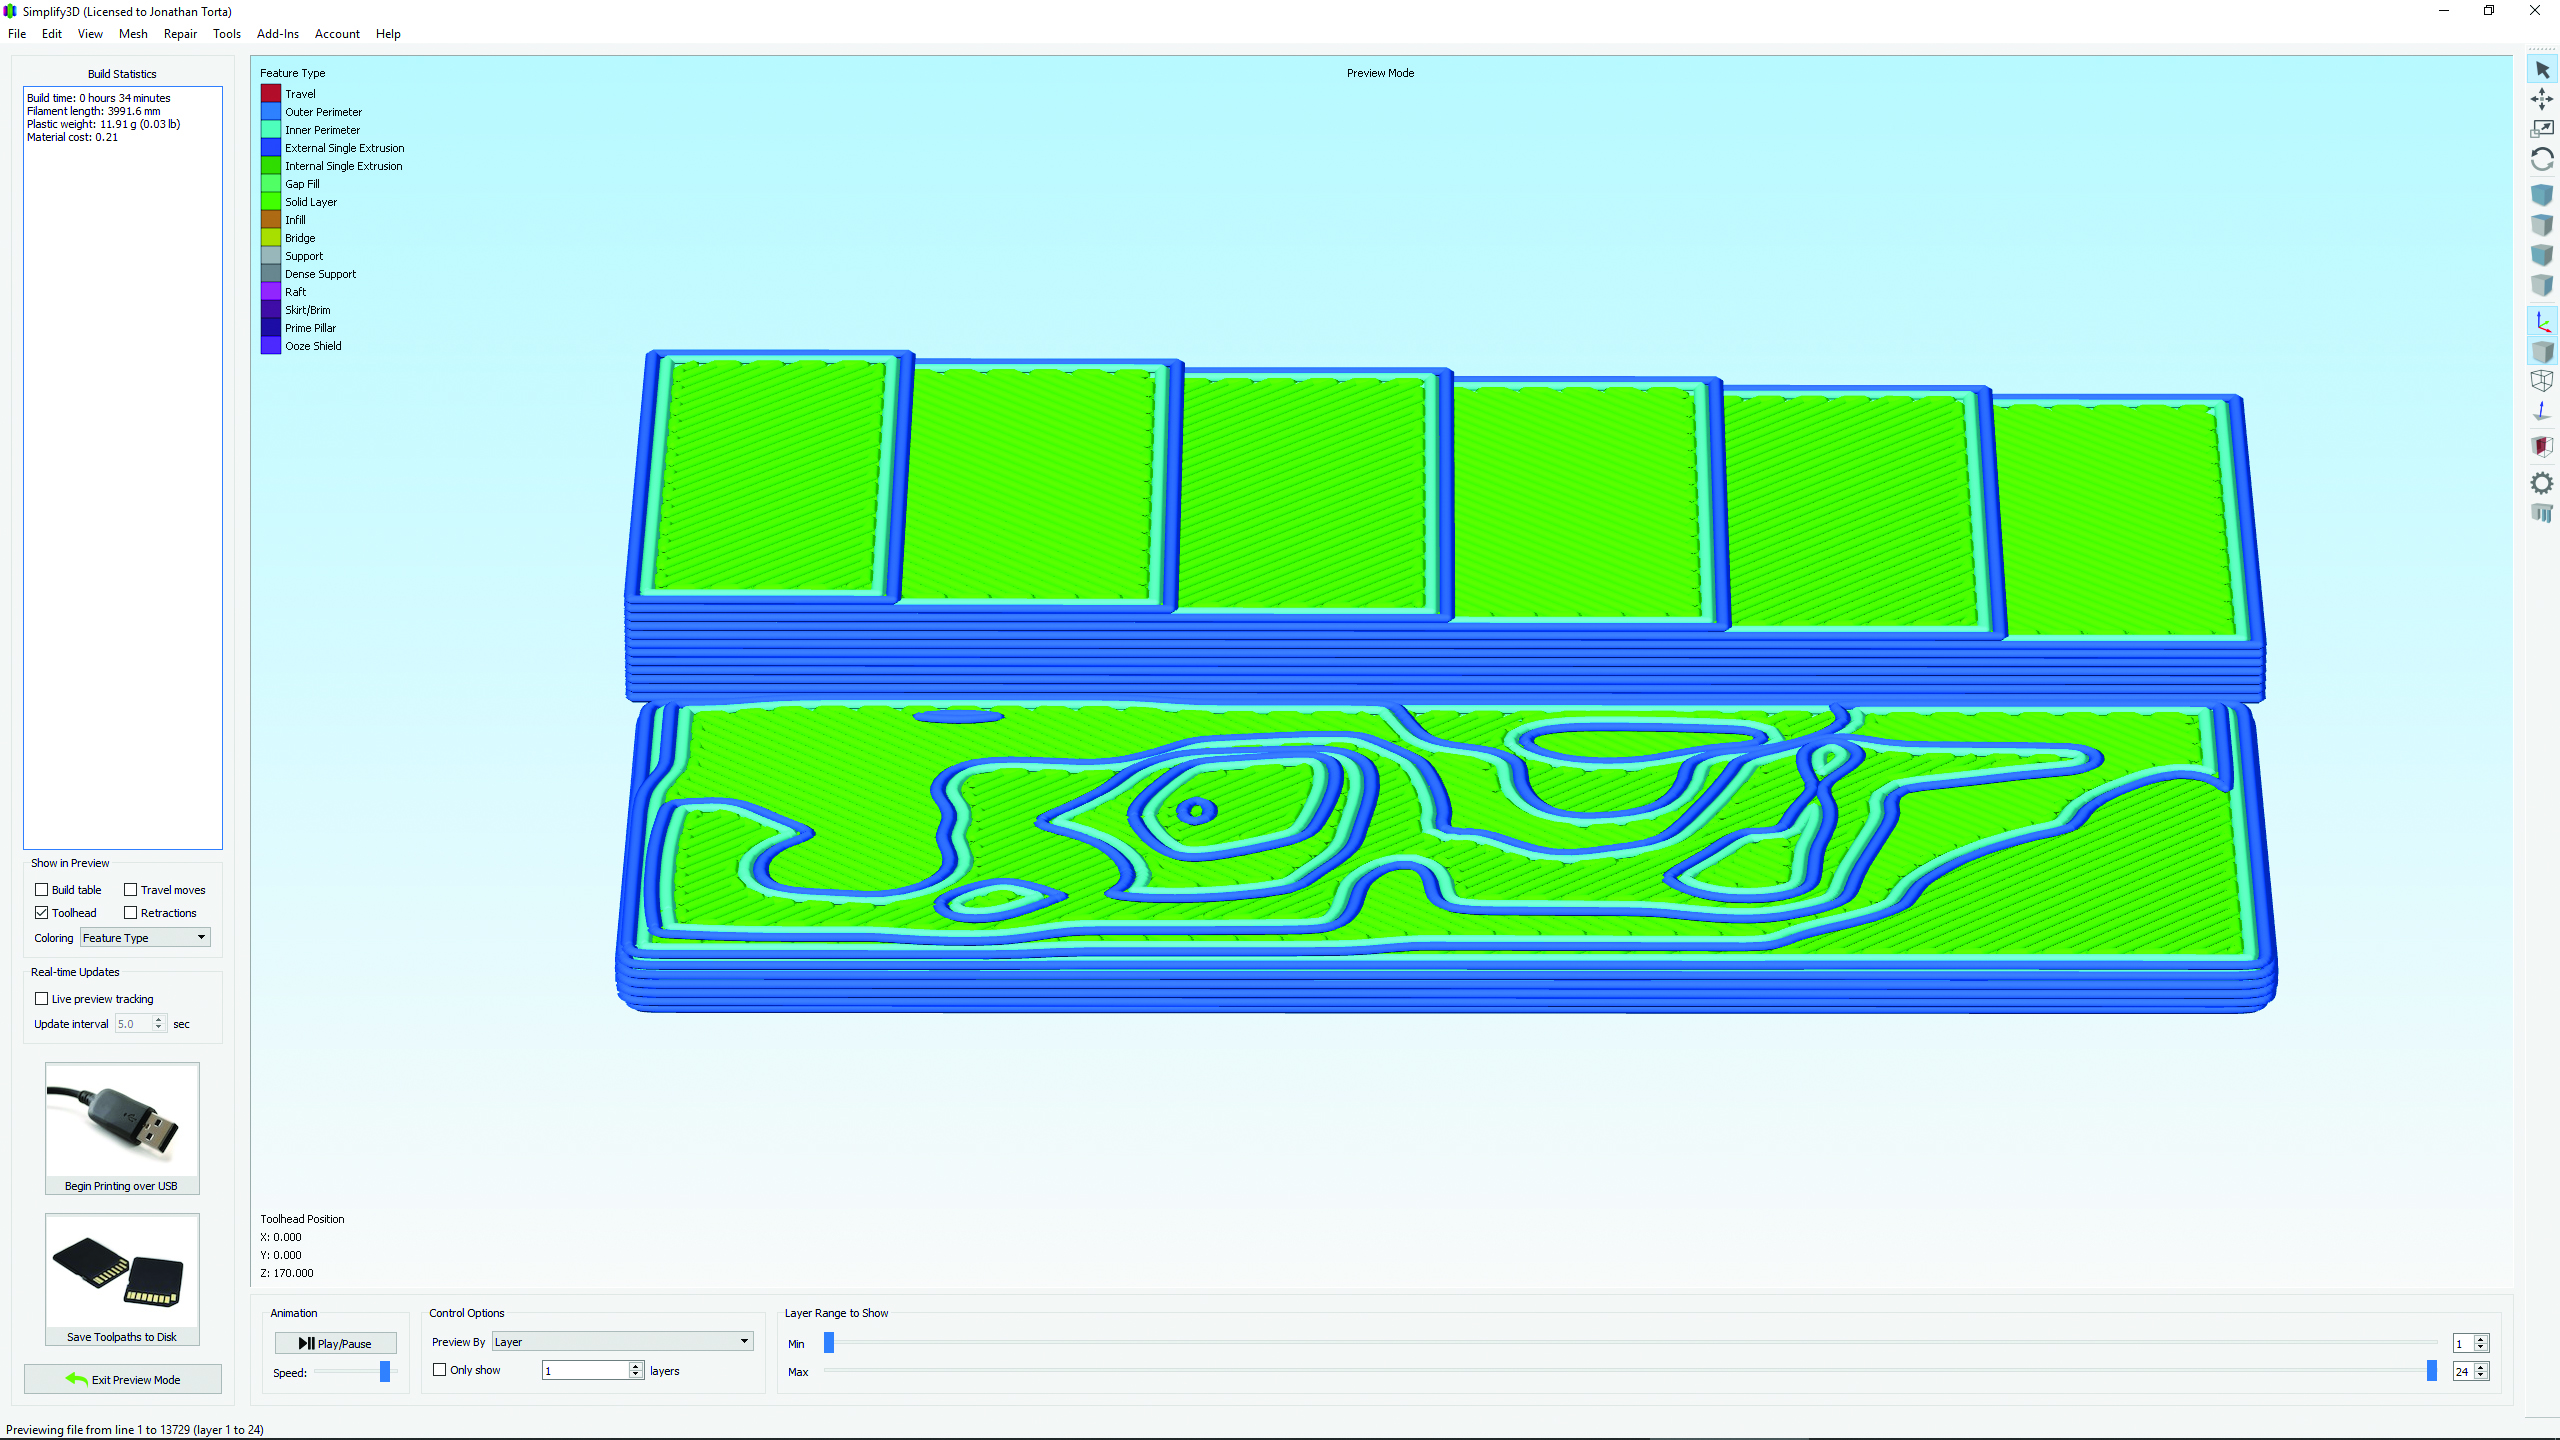 Simplify3D (Licensed to Jonathan Torta)
File Edit View Mesh Repair Tools Add-Ins Account Help
Build Statistics
Build time: 0 hours 34 minutes
Filament length: 3991.6 mm
Plastic weight: 11.91 g (0.03 lb)
Material cost: 0.21
Show in Preview
Build table Travel moves
Toolhead Retractions
Coloring Feature Type
Real-time Updates
Live preview tracking
Update interval 5.0 sec
Begin Printing over USB
Save Toolpaths to Disk
Exit Preview Mode
Preview Mode
Feature Type
Travel
Outer Perimeter
Inner Perimeter
External Single Extrusion
Internal Single Extrusion
Gap Fill
Solid Layer
Infill
Bridge
Support
Dense Support
Raft
Skirt/Brim
Prime Pillar
Ooze Shield
Toolhead Position
X: 0.000
Y: 0.000
Z: 170.000
Animation
Play/Pause
Speed:
Control Options
Preview By Layer
Only show 1 layers
Layer Range to Show
Min 1
Max 24
Previewing file from line 1 to 13729 (layer 1 to 24)